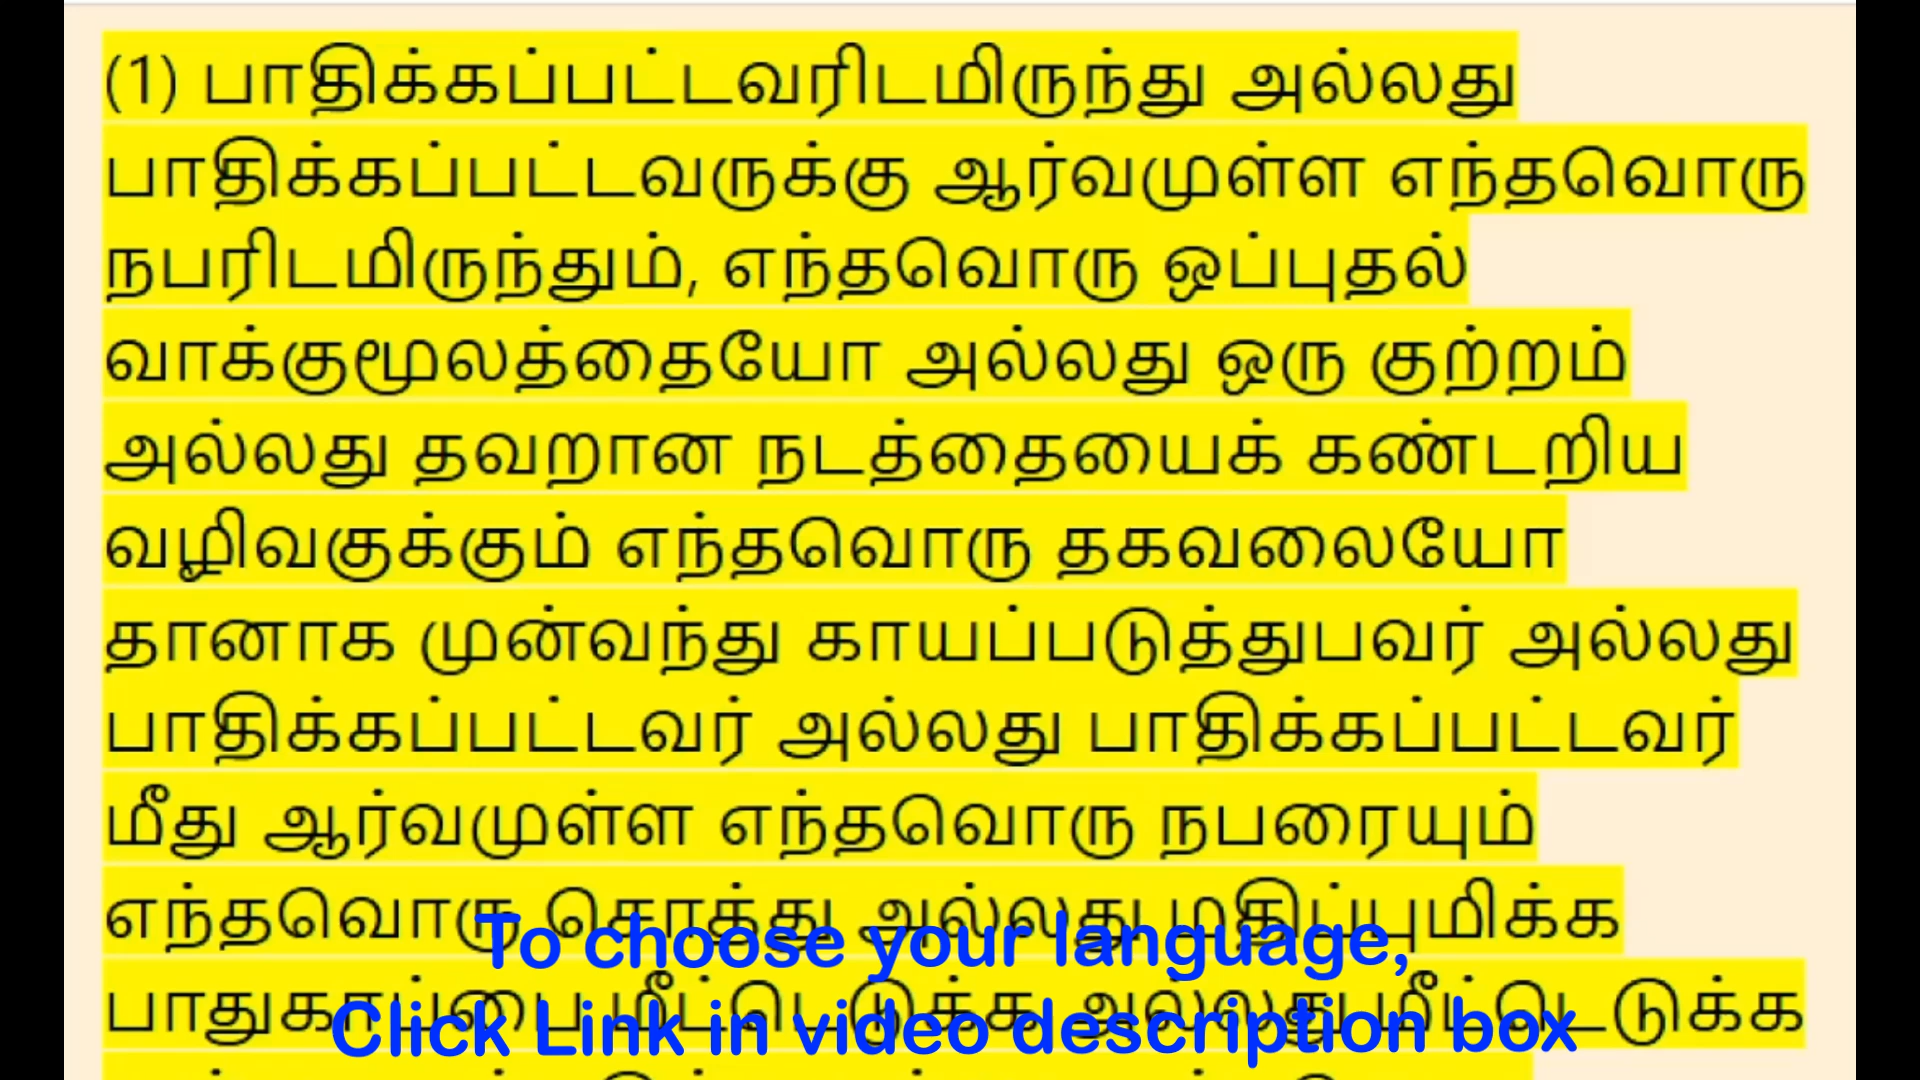 (1) பாதிக்கப்பட்டவரிடமிருந்து அல்லது
பாதிக்கப்பட்டவருக்கு ஆர்வமுள்ள எந்தவொரு
நபரிடமிருந்தும், எந்தவொரு ஒப்புதல்
வாக்குமூலத்தையோ அல்லது ஒரு குற்றம்
அல்லது தவறான நடத்தையைக் கண்டறிய
வழிவகுக்கும் எந்தவொரு தகவலையோ
தானாக முன்வந்து காயப்படுத்துபவர் அல்லது
பாதிக்கப்பட்டவர் அல்லது பாதிக்கப்பட்டவர்
மீது ஆர்வமுள்ள எந்தவொரு நபரையும்
எந்தவொரு சொத்து அல்லது மதிப்புமிக்க
பாதுகாப்பை மீட்டெடுக்க அல்லது மீட்டெடுக்க
To choose your language,
Click Link in video description box